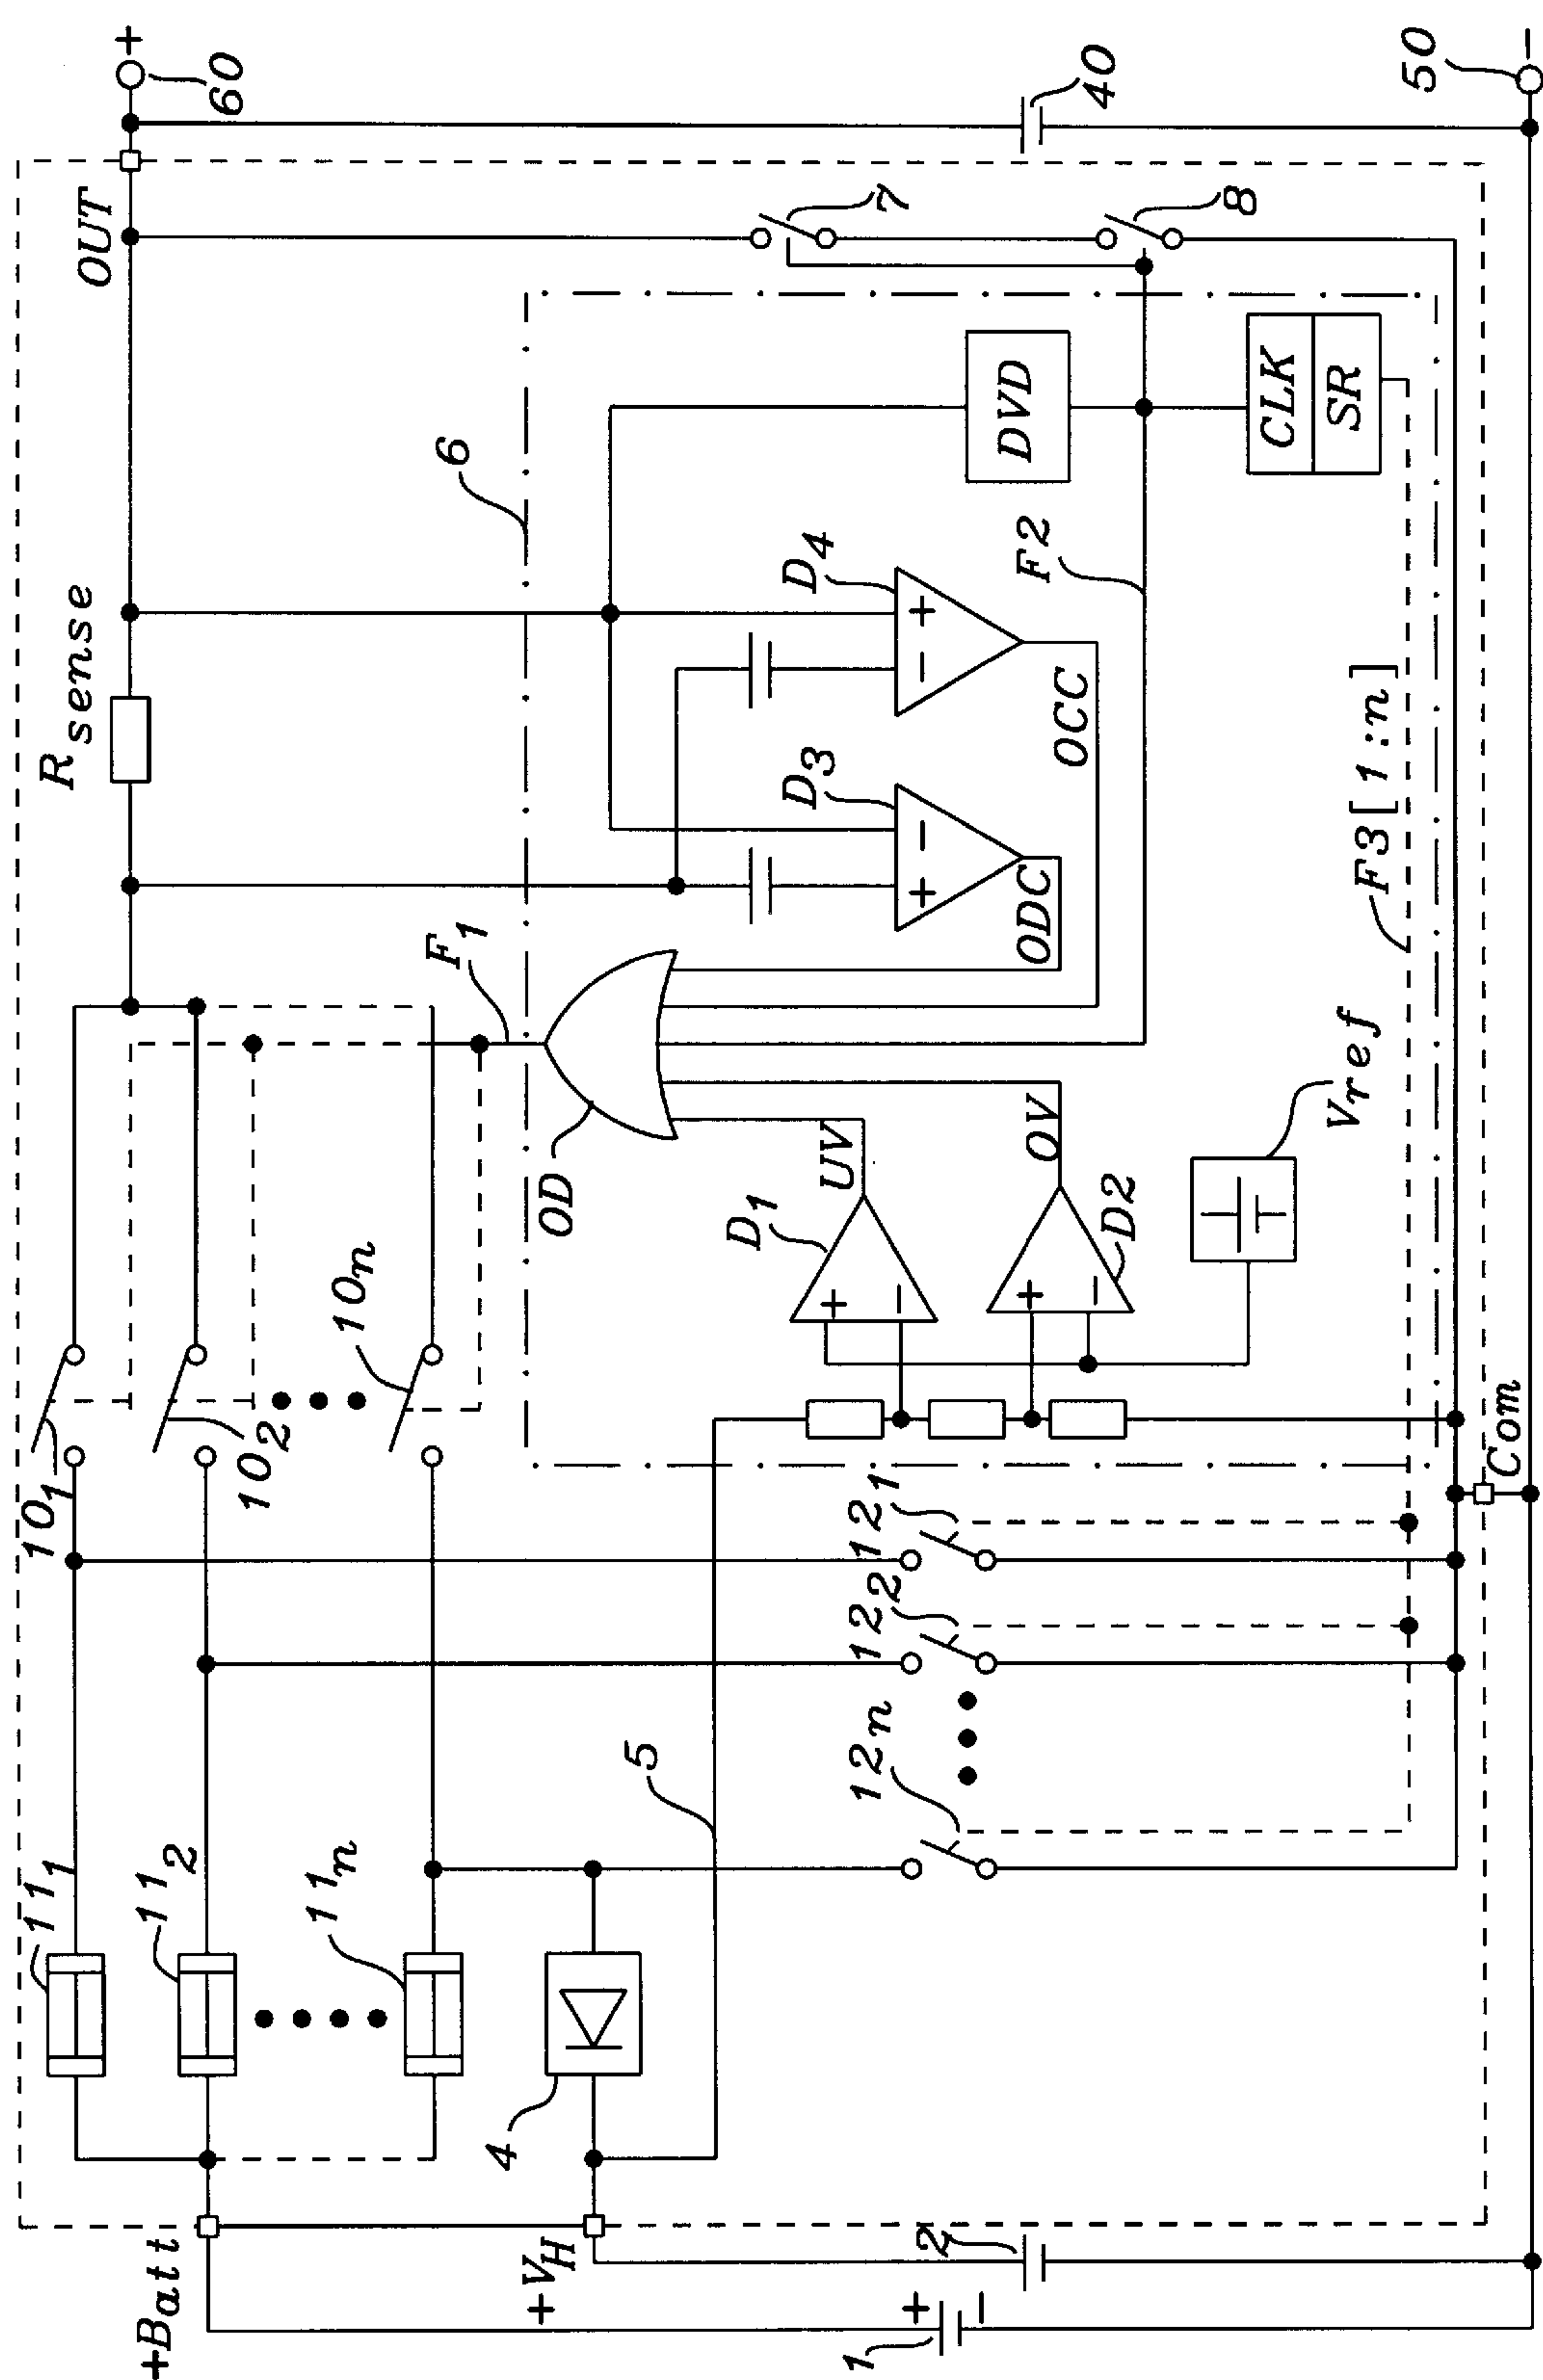 +
60
40
50
−
OUT
7
8
R sense
6
DVD
CLK
SR
D4
+
−
OCC
F2
D3
−
+
ODC
F3[1:n]
F1
OD
UV
OV
D1
+
−
D2
+
−
Vref
101
102
10n
Com
121
122
12n
5
111
112
11n
4
+Batt
+VH
2
1
+
−